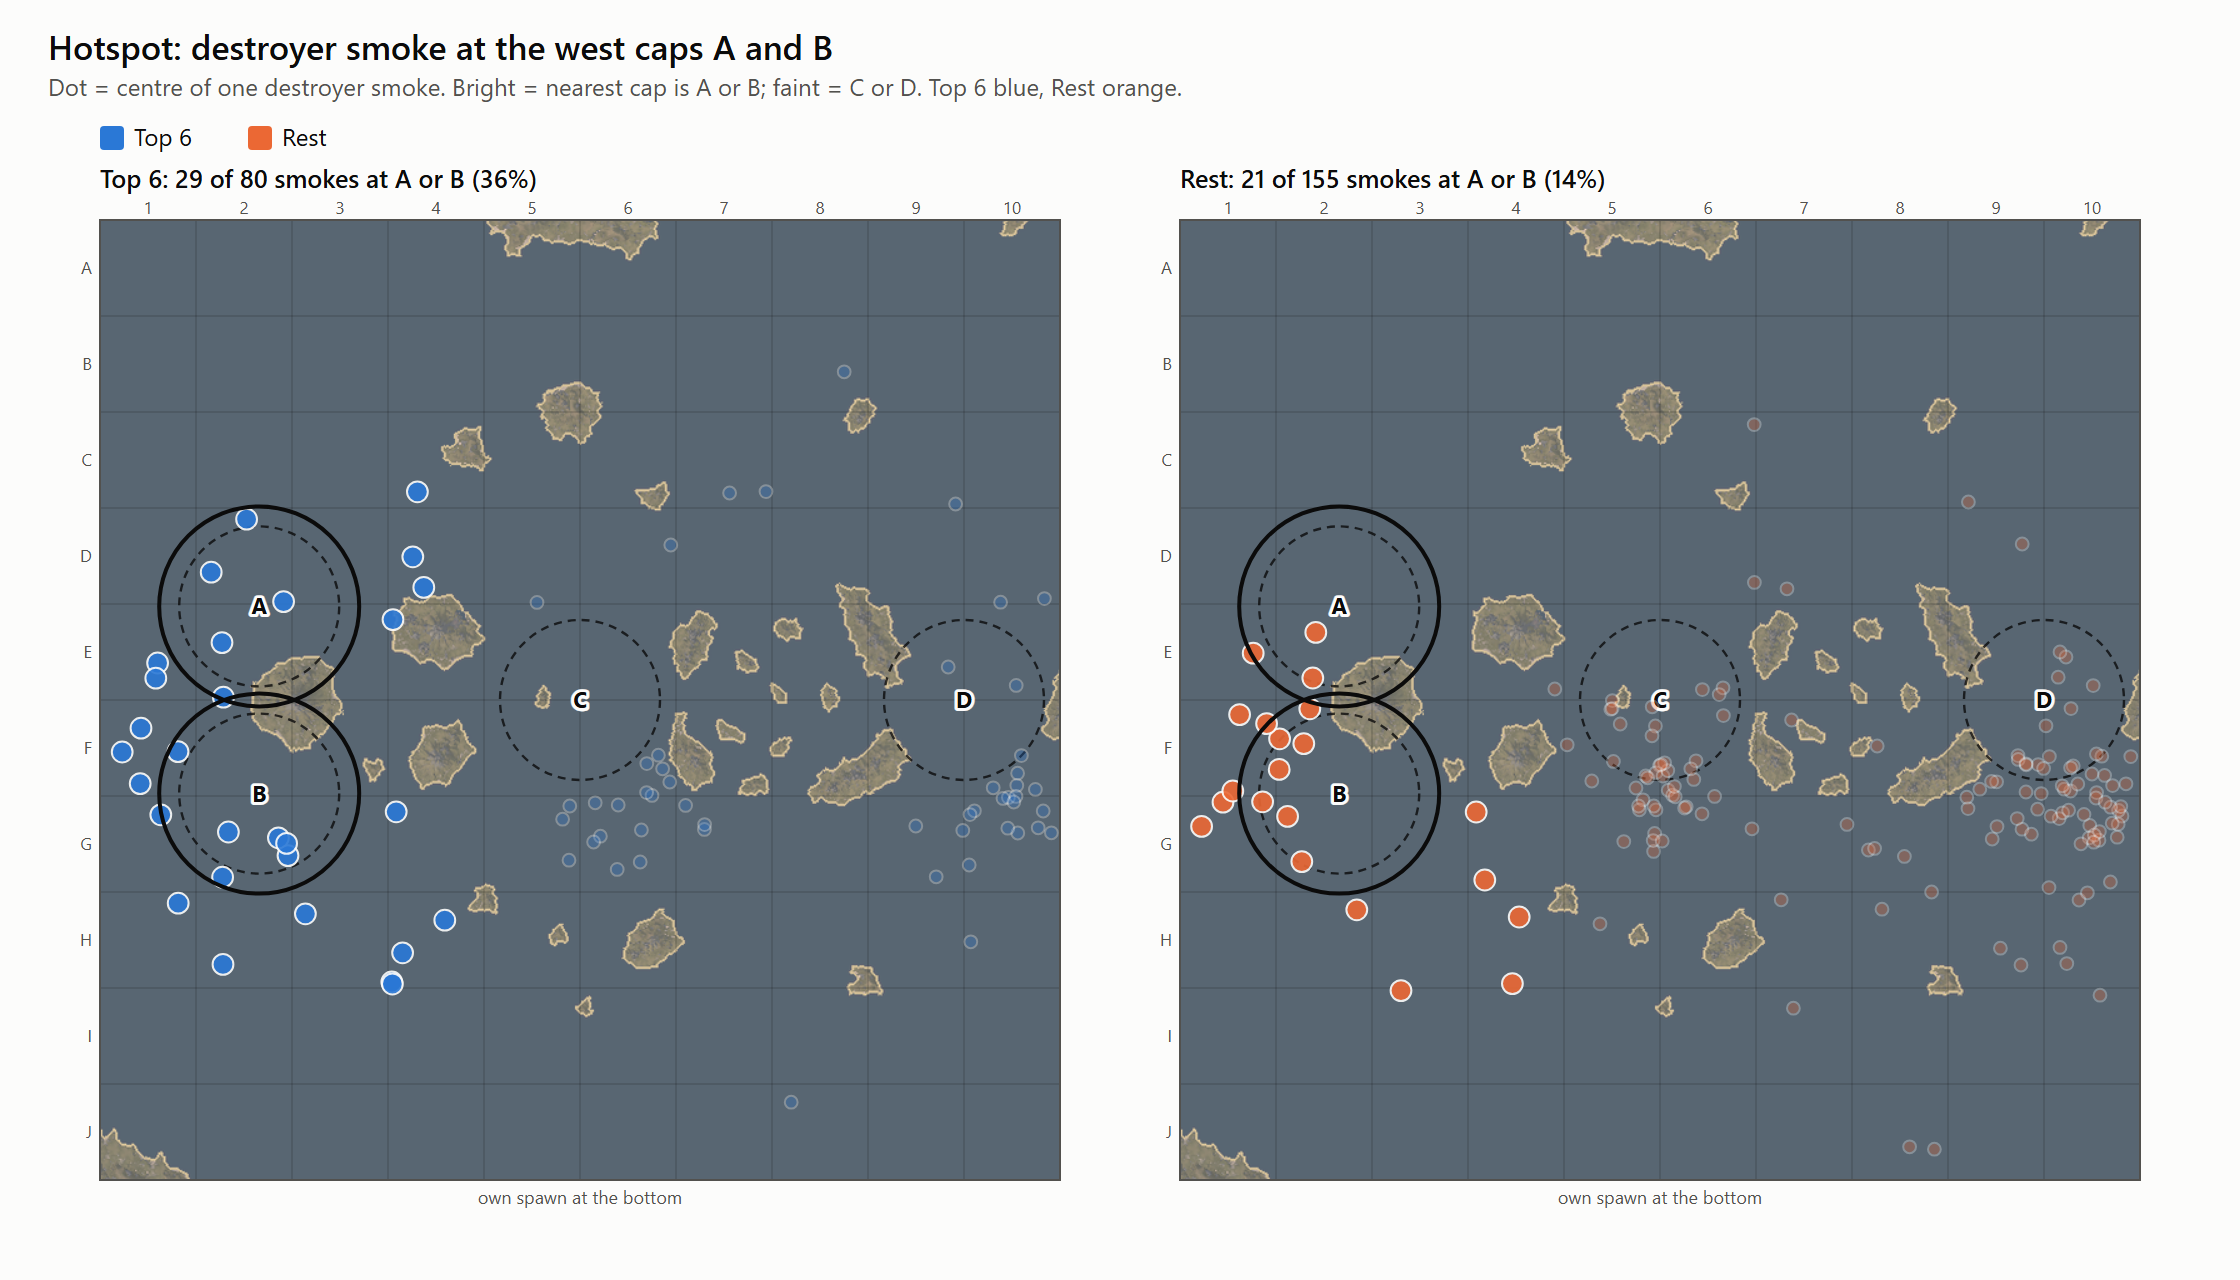 Hotspot: destroyer smoke at the west caps A and B
Dot = centre of one destroyer smoke. Bright = nearest cap is A or B; faint = C or D. Top 6 blue, Rest orange.
Top 6 Rest
Top 6: 29 of 80 smokes at A or B (36%)
1 2 3 4 5 6 7 8 9 10
A
B
C
D
E
F
G
H
I
J
A
B
C
D
own spawn at the bottom
Rest: 21 of 155 smokes at A or B (14%)
1 2 3 4 5 6 7 8 9 10
A
B
C
D
E
F
G
H
I
J
A
B
C
D
own spawn at the bottom